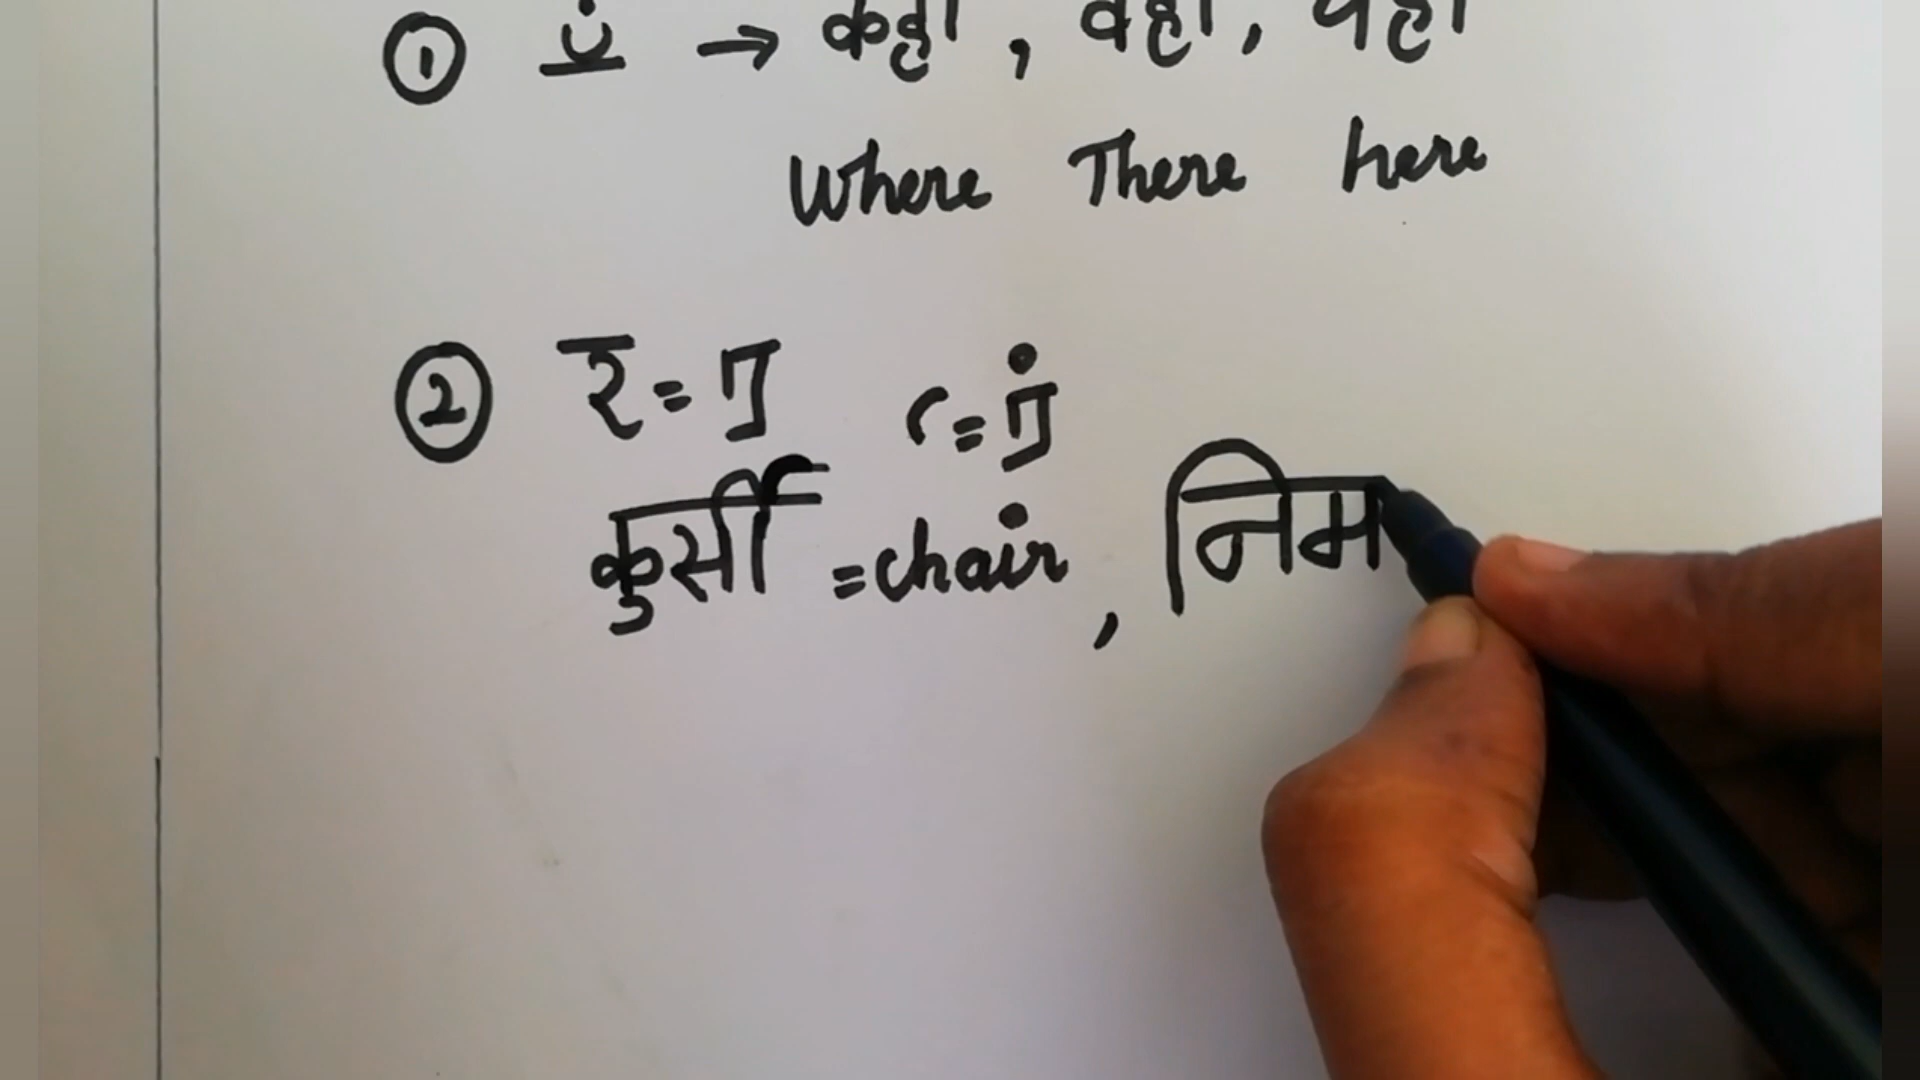 ① ँ → कहाँ, वहाँ, यहाँ
Where There here
② र = ர र् = ர்
कुर्सी = chair, निम